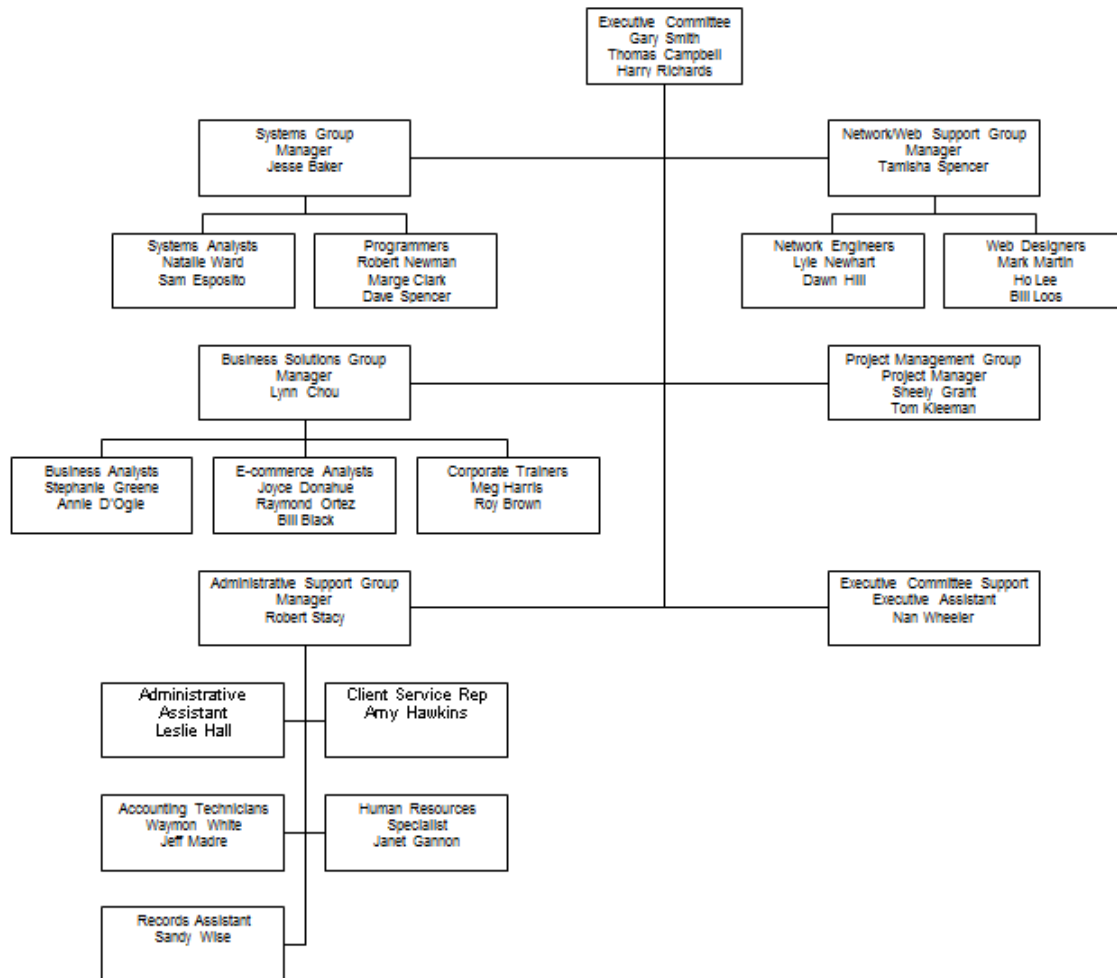 Executive Committee
Gary Smith
Thomas Campbell
Harry Richards
Systems Group
Manager
Jesse Baker
Network/Web Support Group
Manager
Tamisha Spencer
Systems Analysts
Natalie Ward
Sam Esposito
Programmers
Robert Newman
Marge Clark
Dave Spencer
Network Engineers
Lyle Newhart
Dawn Hill
Web Designers
Mark Martin
Ho Lee
Bill Loos
Business Solutions Group
Manager
Lynn Chou
Project Management Group
Project Manager
Sheely Grant
Tom Kleeman
Business Analysts
Stephanie Greene
Annie D'Ogie
E-commerce Analysts
Joyce Donahue
Raymond Ortez
Bill Black
Corporate Trainers
Meg Harris
Roy Brown
Administrative Support Group
Manager
Robert Stacy
Executive Committee Support
Executive Assistant
Nan Wheeler
Administrative
Assistant
Leslie Hall
Client Service Rep
Amy Hawkins
Accounting Technicians
Waymon White
Jeff Madre
Human Resources
Specialist
Janet Gannon
Records Assistant
Sandy Wise